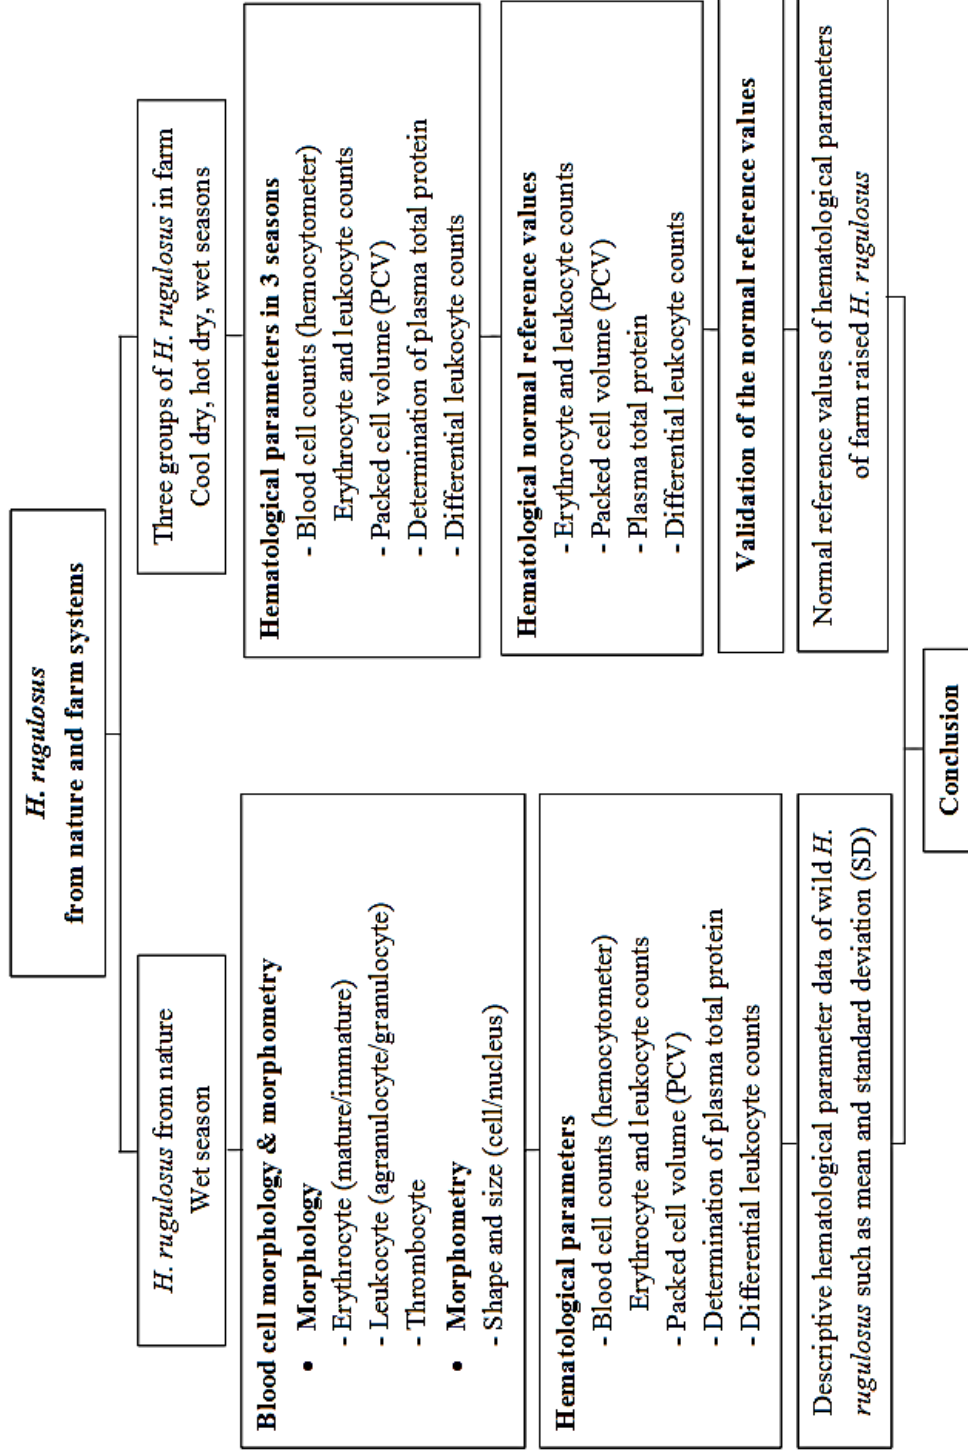 H. rugulosus
from nature and farm systems
H. rugulosus from nature
Wet season
Blood cell morphology & morphometry
• Morphology
- Erythrocyte (mature/immature)
- Leukocyte (agranulocyte/granulocyte)
- Thrombocyte
• Morphometry
- Shape and size (cell/nucleus)
Hematological parameters
- Blood cell counts (hemocytometer)
Erythrocyte and leukocyte counts
- Packed cell volume (PCV)
- Determination of plasma total protein
- Differential leukocyte counts
Descriptive hematological parameter data of wild H.
rugulosus such as mean and standard deviation (SD)
Three groups of H. rugulosus in farm
Cool dry, hot dry, wet seasons
Hematological parameters in 3 seasons
- Blood cell counts (hemocytometer)
Erythrocyte and leukocyte counts
- Packed cell volume (PCV)
- Determination of plasma total protein
- Differential leukocyte counts
Hematological normal reference values
- Erythrocyte and leukocyte counts
- Packed cell volume (PCV)
- Plasma total protein
- Differential leukocyte counts
Validation of the normal reference values
Normal reference values of hematological parameters
of farm raised H. rugulosus
Conclusion